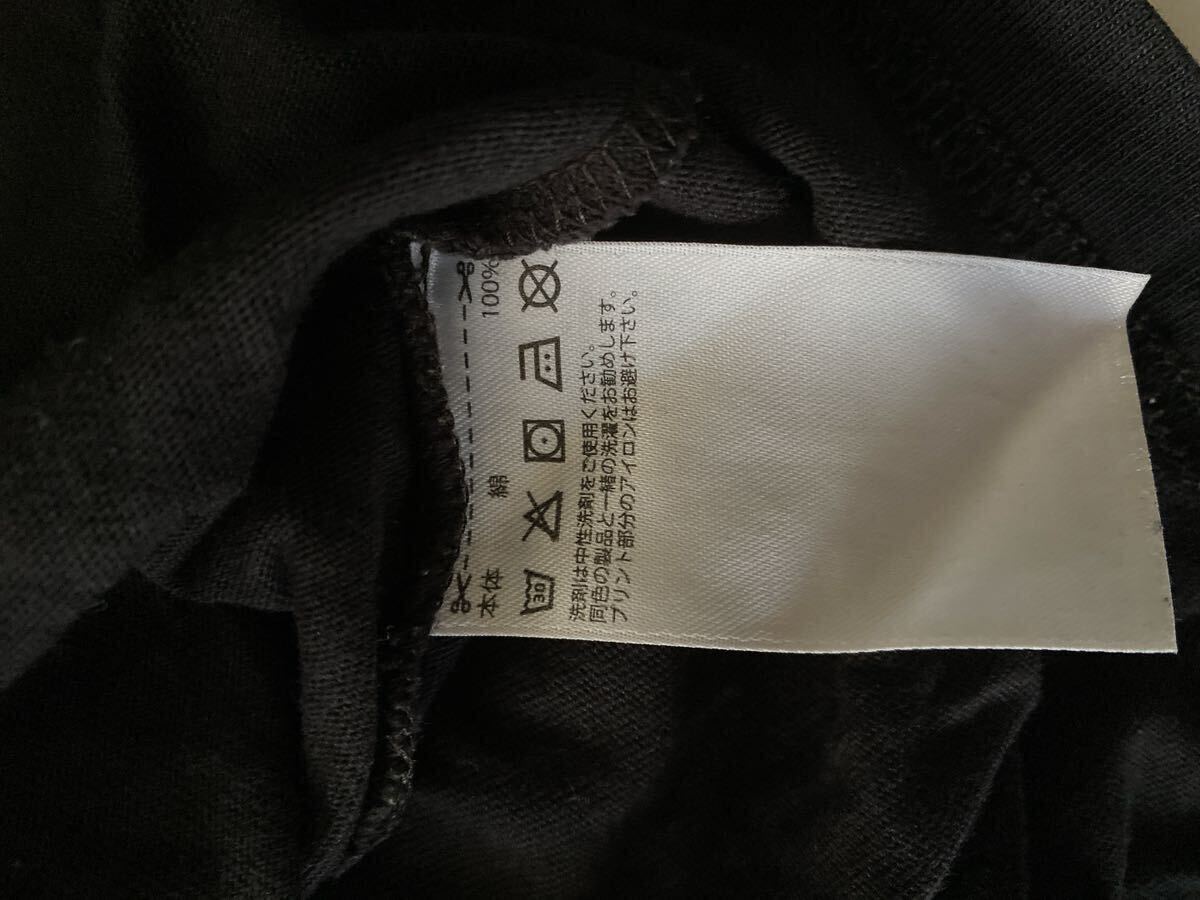 本体 綿 100%
30
洗剤は中性洗剤をご使用ください。
同色の製品と一緒の洗濯をお勧めします。
プリント部分のアイロンはお避け下さい。